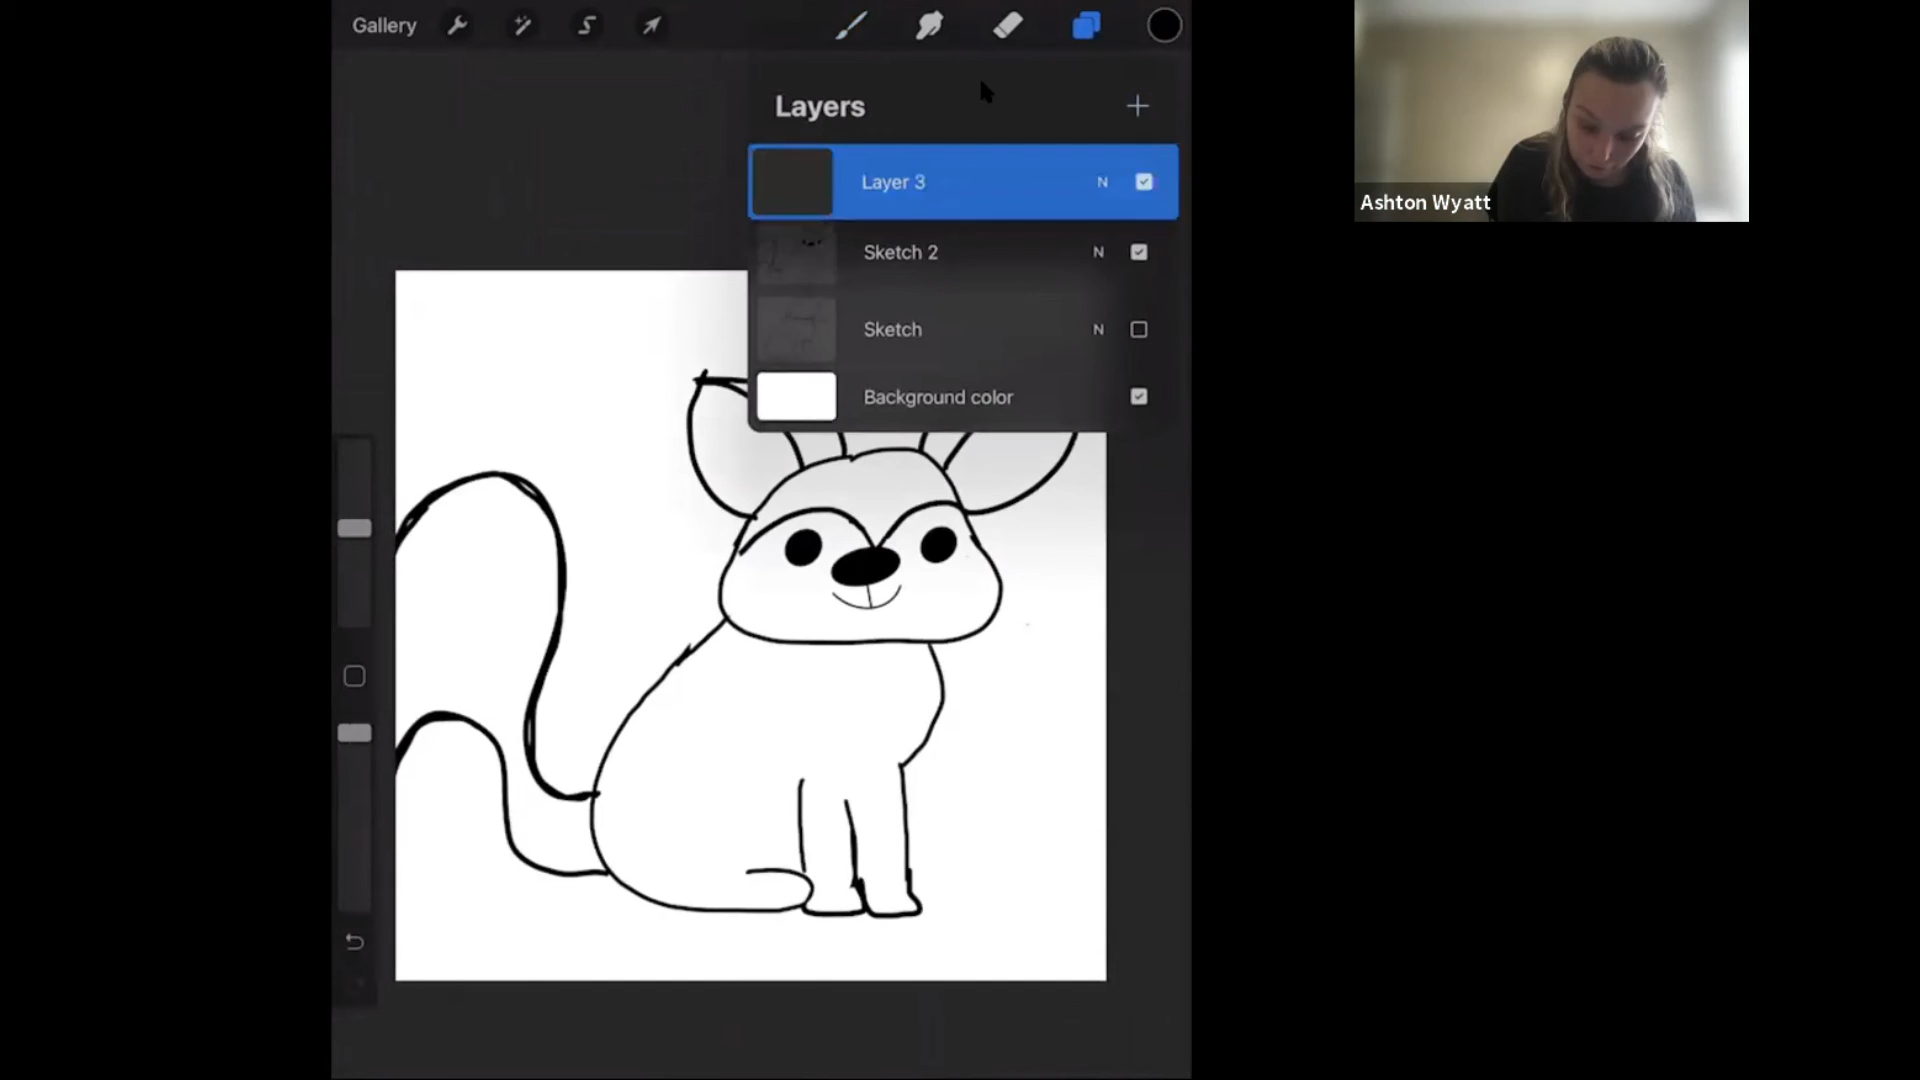 Gallery
Layers
Layer 3 N
Sketch 2 N
Sketch N
Background color
Ashton Wyatt